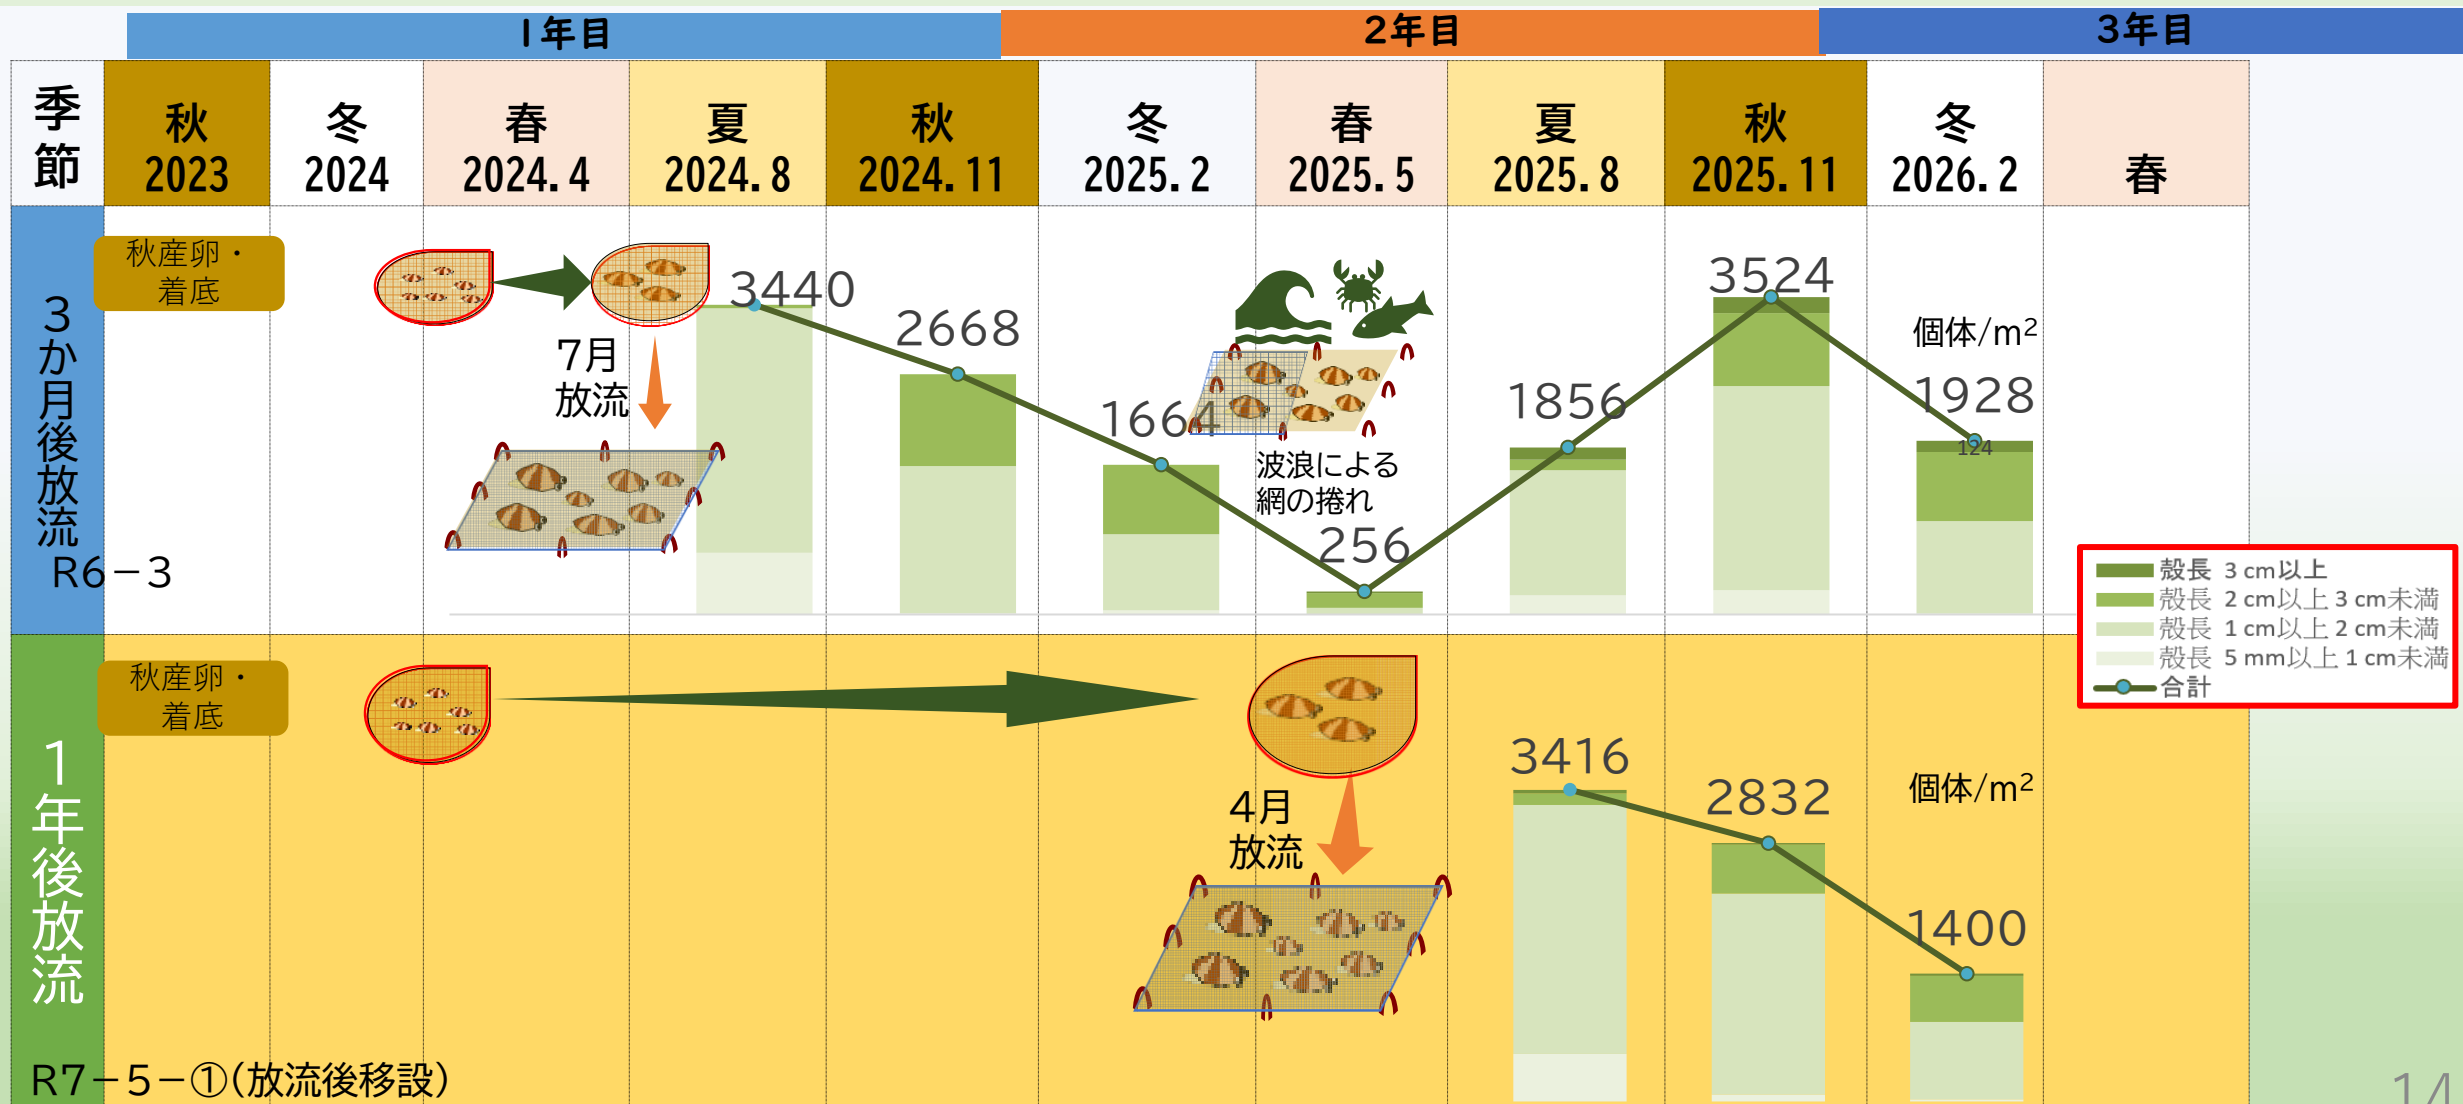 1年目
2年目
3年目
季節
秋
2023
冬
2024
春
2024.4
夏
2024.8
秋
2024.11
冬
2025.2
春
2025.5
夏
2025.8
秋
2025.11
冬
2026.2
春
3か月後放流
R6－3
秋産卵・
着底
7月
放流
3440
2668
1664
波浪による
網の捲れ
256
1856
3524
個体/m²
1928
124
殻長 3 cm以上
殻長 2 cm以上 3 cm未満
殻長 1 cm以上 2 cm未満
殻長 5 mm以上 1 cm未満
合計
1年後放流
R7－5－①(放流後移設)
秋産卵・
着底
4月
放流
3416
2832
個体/m²
1400
14